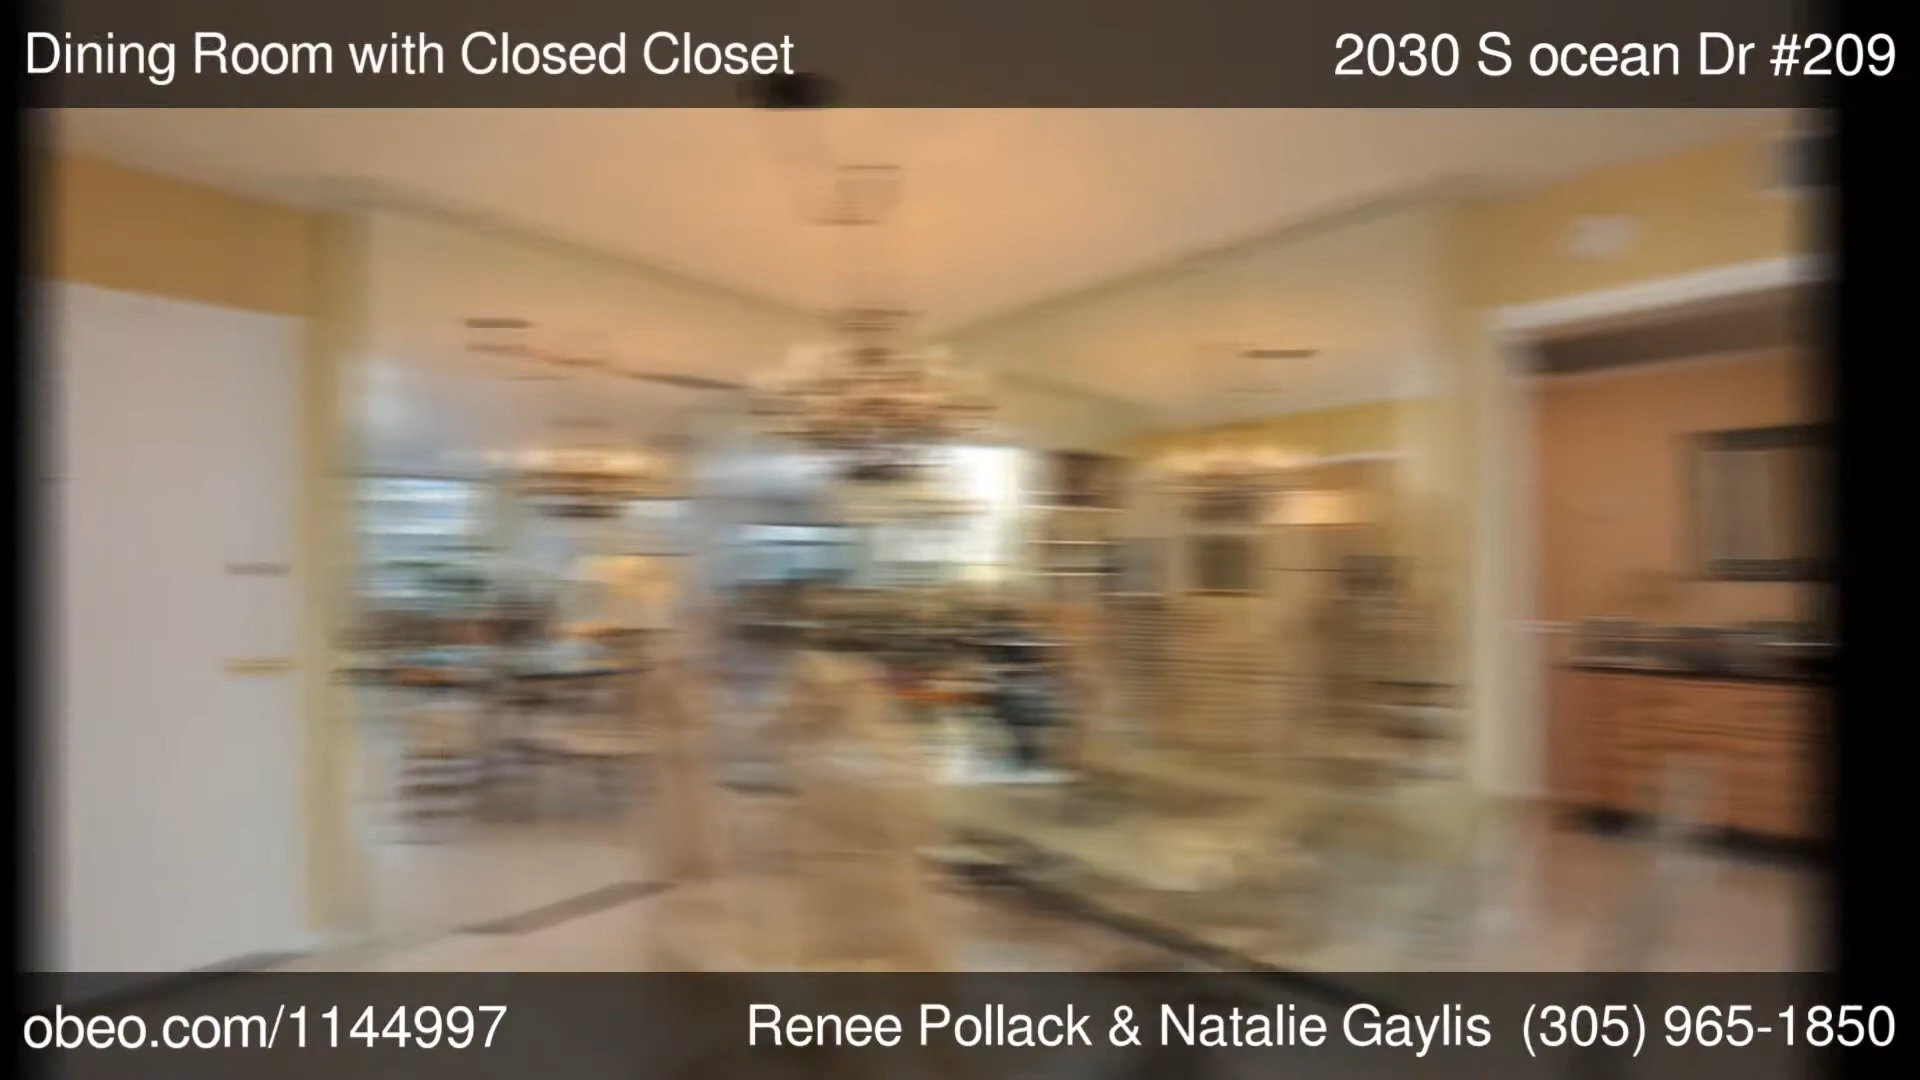 Dining Room with Closed Closet
2030 S ocean Dr #209
obeo.com/1144997
Renee Pollack & Natalie Gaylis (305) 965-1850